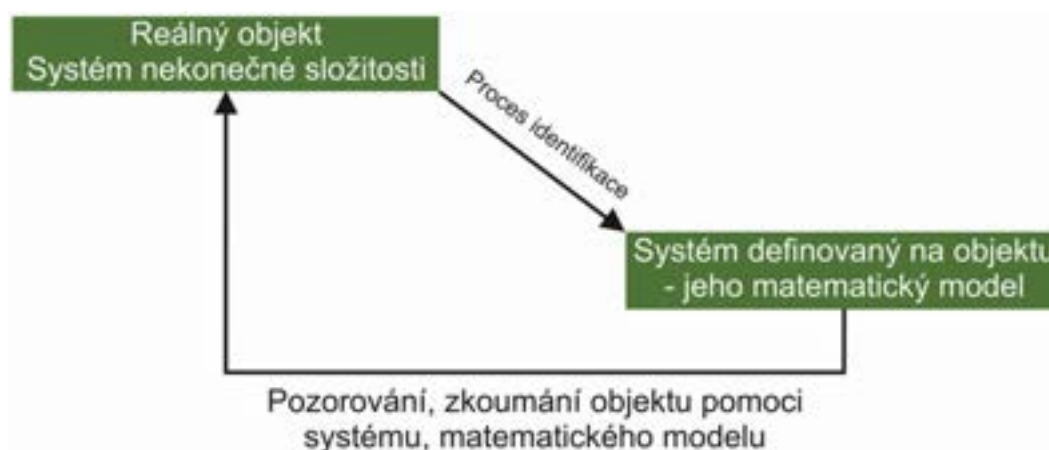 Reálný objekt
Systém nekonečné složitosti
Proces identifikace
Systém definovaný na objektu
- jeho matematický model
Pozorování, zkoumání objektu pomoci
systému, matematického modelu